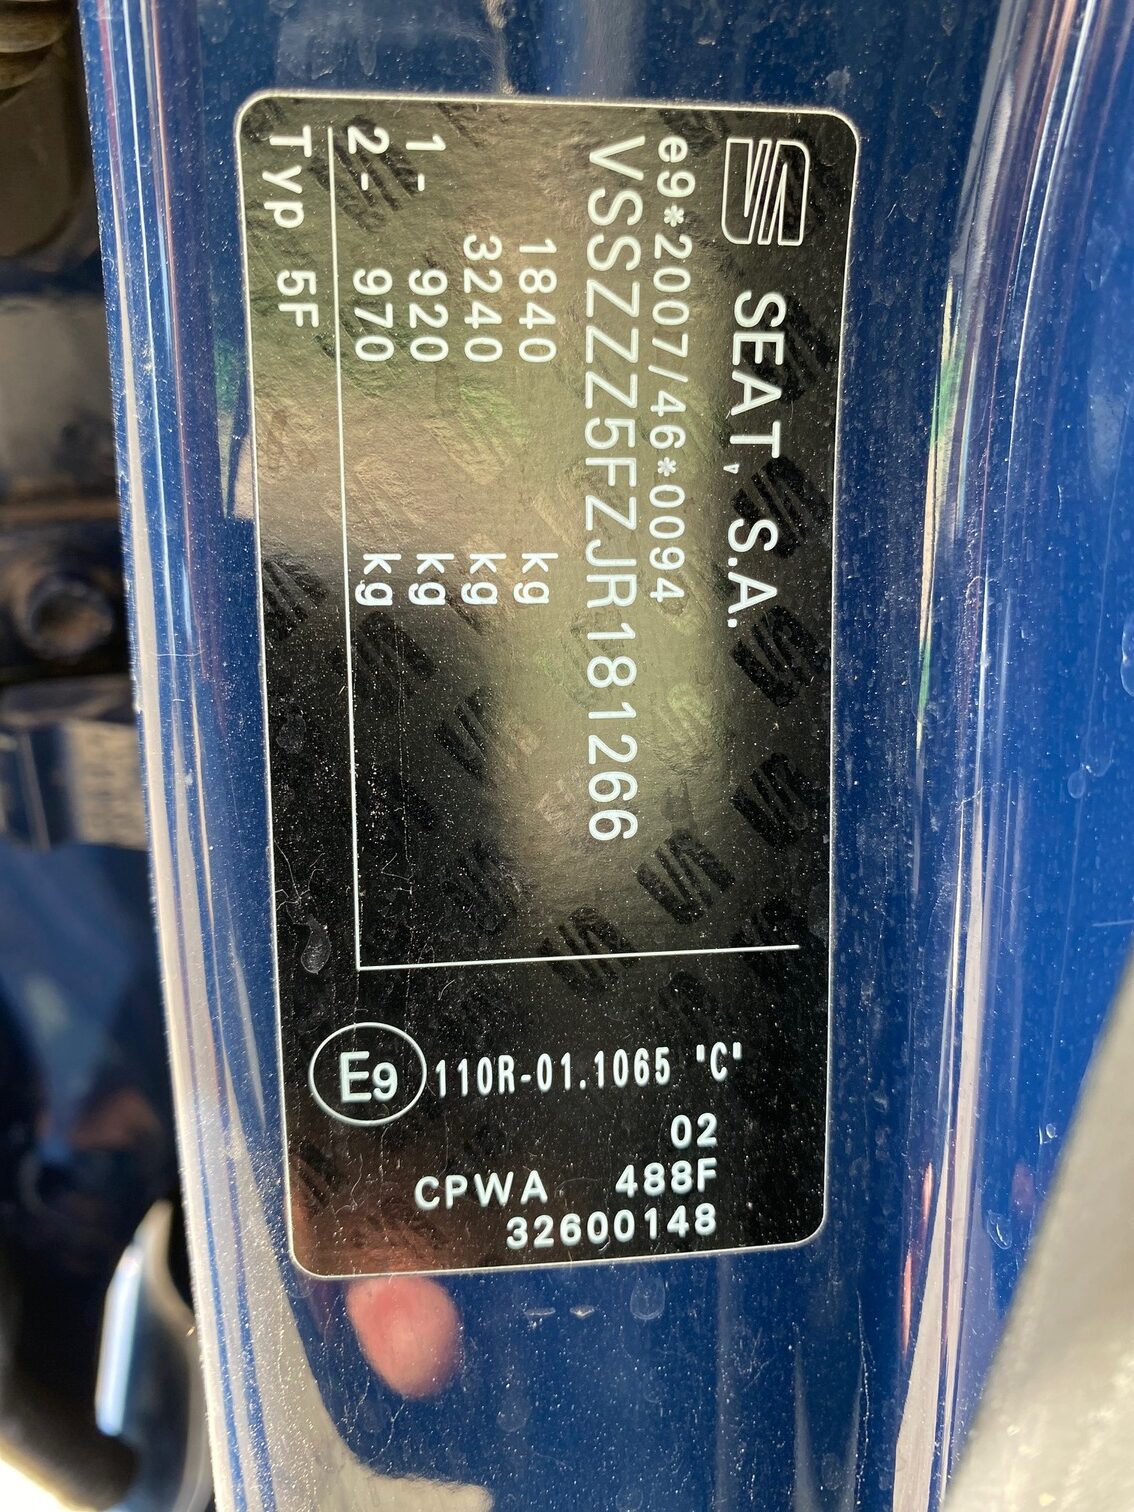 SEAT, S.A.
e9*2007/46*0094
VSSZZZ5FZJR181266
1840 kg
3240 kg
1- 920 kg
2- 970 kg
Typ 5F
E9 110R-01.1065 "C"
02
CPWA 488F
32600148